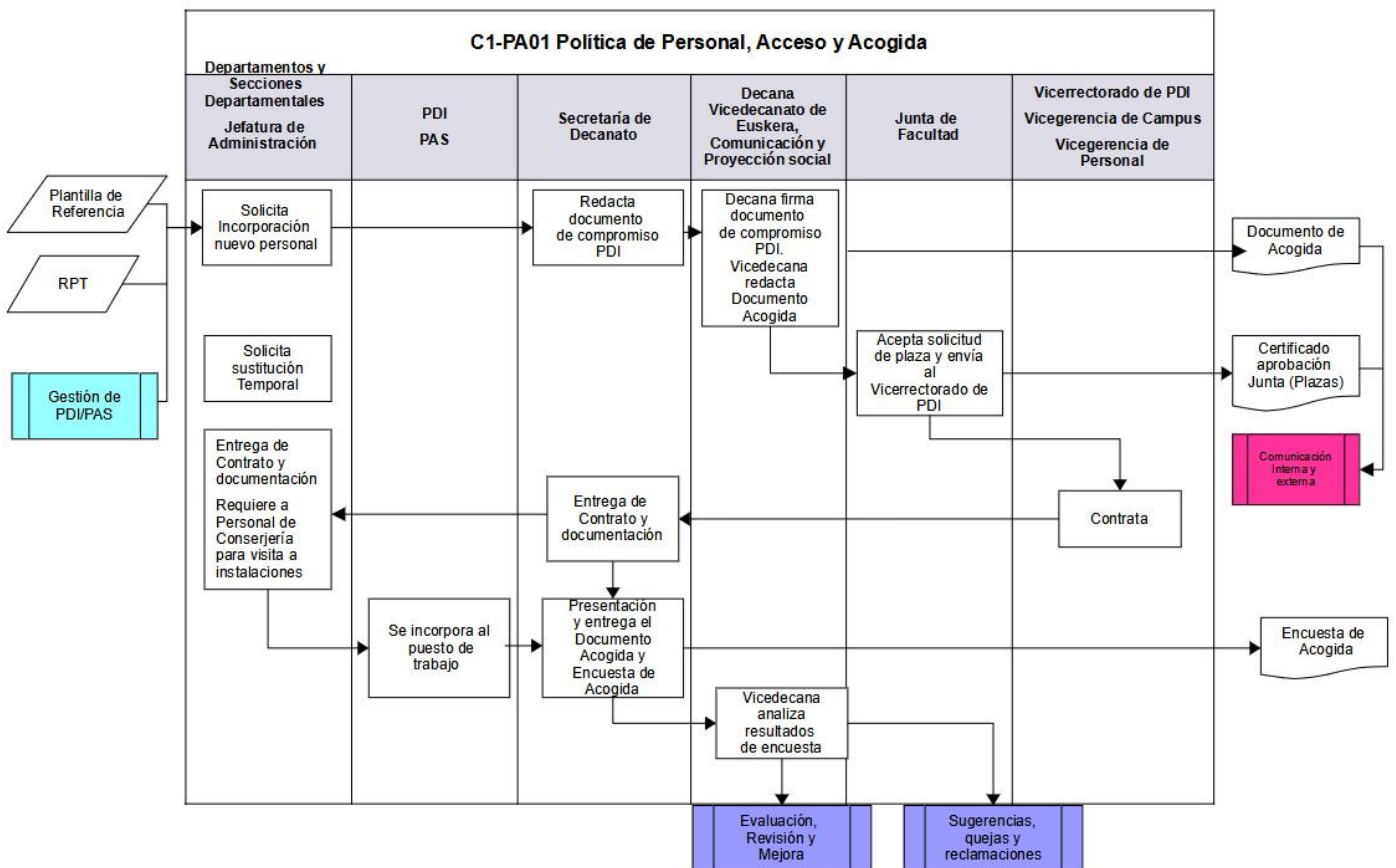 C1-PA01 Política de Personal, Acceso y Acogida
Departamentos y
Secciones
Departamentales
Jefatura de
Administración
PDI
PAS
Secretaría de
Decanato
Decana
Vicedecanato de
Euskera,
Comunicación y
Proyección social
Junta de
Facultad
Vicerrectorado de PDI
Vicegerencia de Campus
Vicegerencia de
Personal
Plantilla de
Referencia
RPT
Gestión de
PDI/PAS
Solicita
Incorporación
nuevo personal
Redacta
documento
de compromiso
PDI
Decana firma
documento
de compromiso
PDI.
Vicedecana
redacta
Documento
Acogida
Documento de
Acogida
Solicita
sustitución
Temporal
Acepta solicitud
de plaza y envía
al
Vicerrectorado de
PDI
Certificado
aprobación
Junta (Plazas)
Comunicación
Interna y
externa
Entrega de
Contrato y
documentación
Requiere a
Personal de
Conserjería
para visita a
instalaciones
Entrega de
Contrato y
documentación
Contrata
Se incorpora al
puesto de
trabajo
Presentación
y entrega el
Documento
Acogida y
Encuesta de
Acogida
Encuesta de
Acogida
Vicedecana
analiza
resultados
de encuesta
Evaluación,
Revisión y
Mejora
Sugerencias,
quejas y
reclamaciones